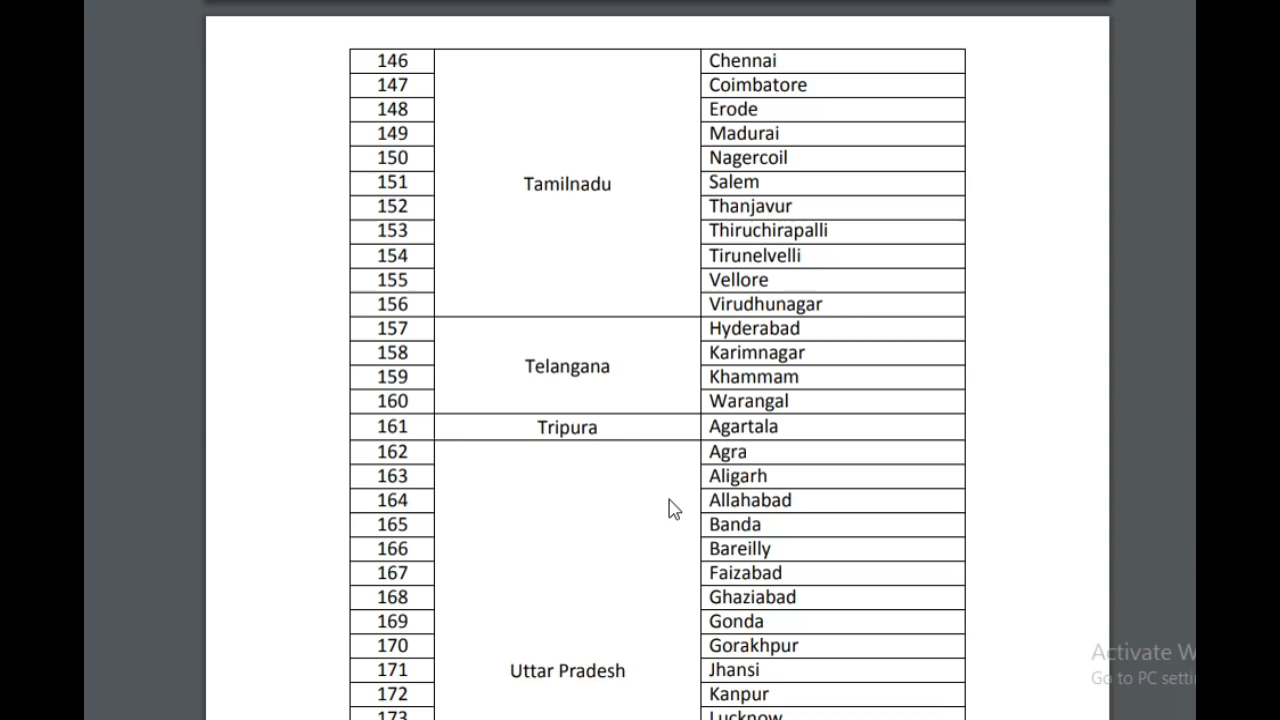 146 Chennai
147 Coimbatore
148 Erode
149 Madurai
150 Nagercoil
151 Tamilnadu Salem
152 Thanjavur
153 Thiruchirapalli
154 Tirunelvelli
155 Vellore
156 Virudhunagar
157 Hyderabad
158 Telangana Karimnagar
159 Khammam
160 Warangal
161 Tripura Agartala
162 Agra
163 Aligarh
164 Allahabad
165 Banda
166 Bareilly
167 Faizabad
168 Ghaziabad
169 Gonda
170 Gorakhpur
171 Uttar Pradesh Jhansi
172 Kanpur
173 Lucknow
Activate W
Go to PC setti